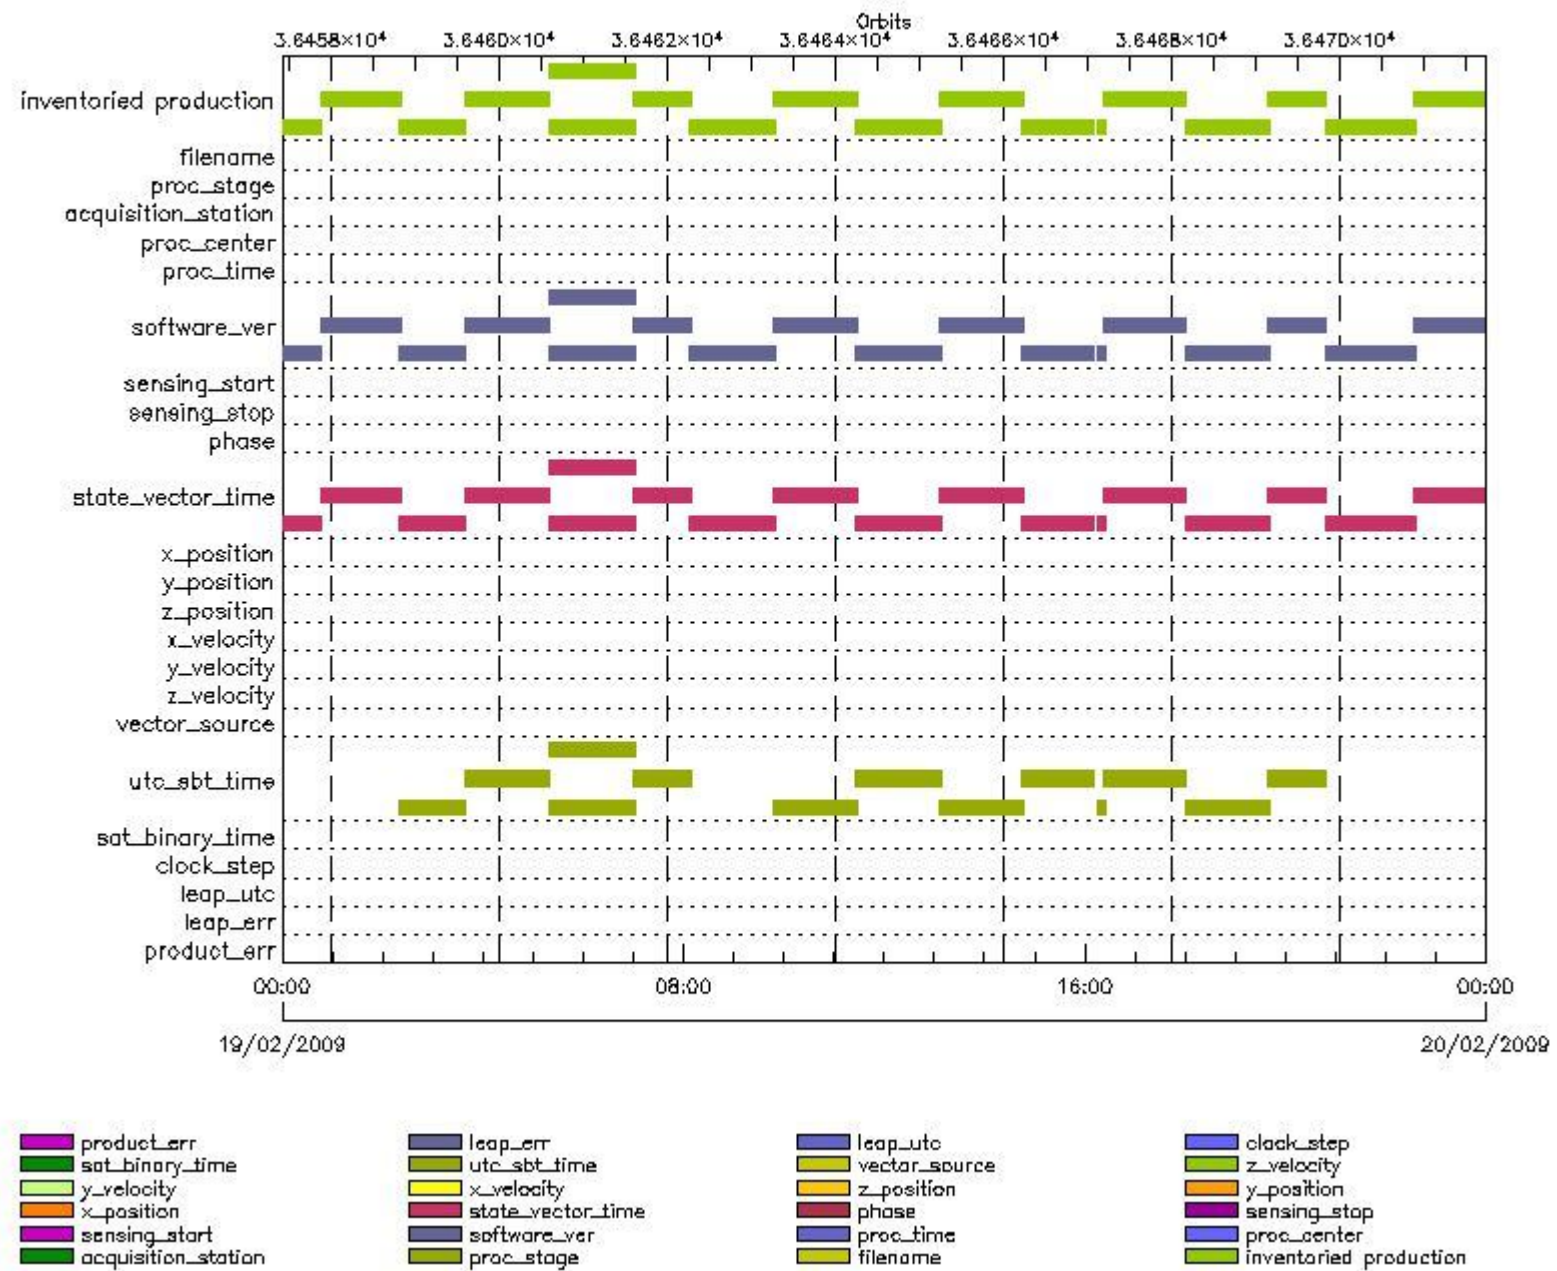 Orbits
3.6458×10⁴ 3.6460×10⁴ 3.6462×10⁴ 3.6464×10⁴ 3.6466×10⁴ 3.6468×10⁴ 3.6470×10⁴
inventoried production
filename
proc_stage
acquisition_station
proc_center
proc_time
software_ver
sensing_start
sensing_stop
phase
state_vector_time
x_position
y_position
z_position
x_velocity
y_velocity
z_velocity
vector_source
utc_sbt_time
sat_binary_time
clock_step
leap_utc
leap_err
product_err
00:00 08:00 16:00 00:00
19/02/2009 20/02/2009
product_err leap_err leap_utc clock_step
sat_binary_time utc_sbt_time vector_source z_velocity
y_velocity x_velocity z_position y_position
x_position state_vector_time phase sensing_stop
sensing_start software_ver proc_time proc_center
acquisition_station proc_stage filename inventoried production